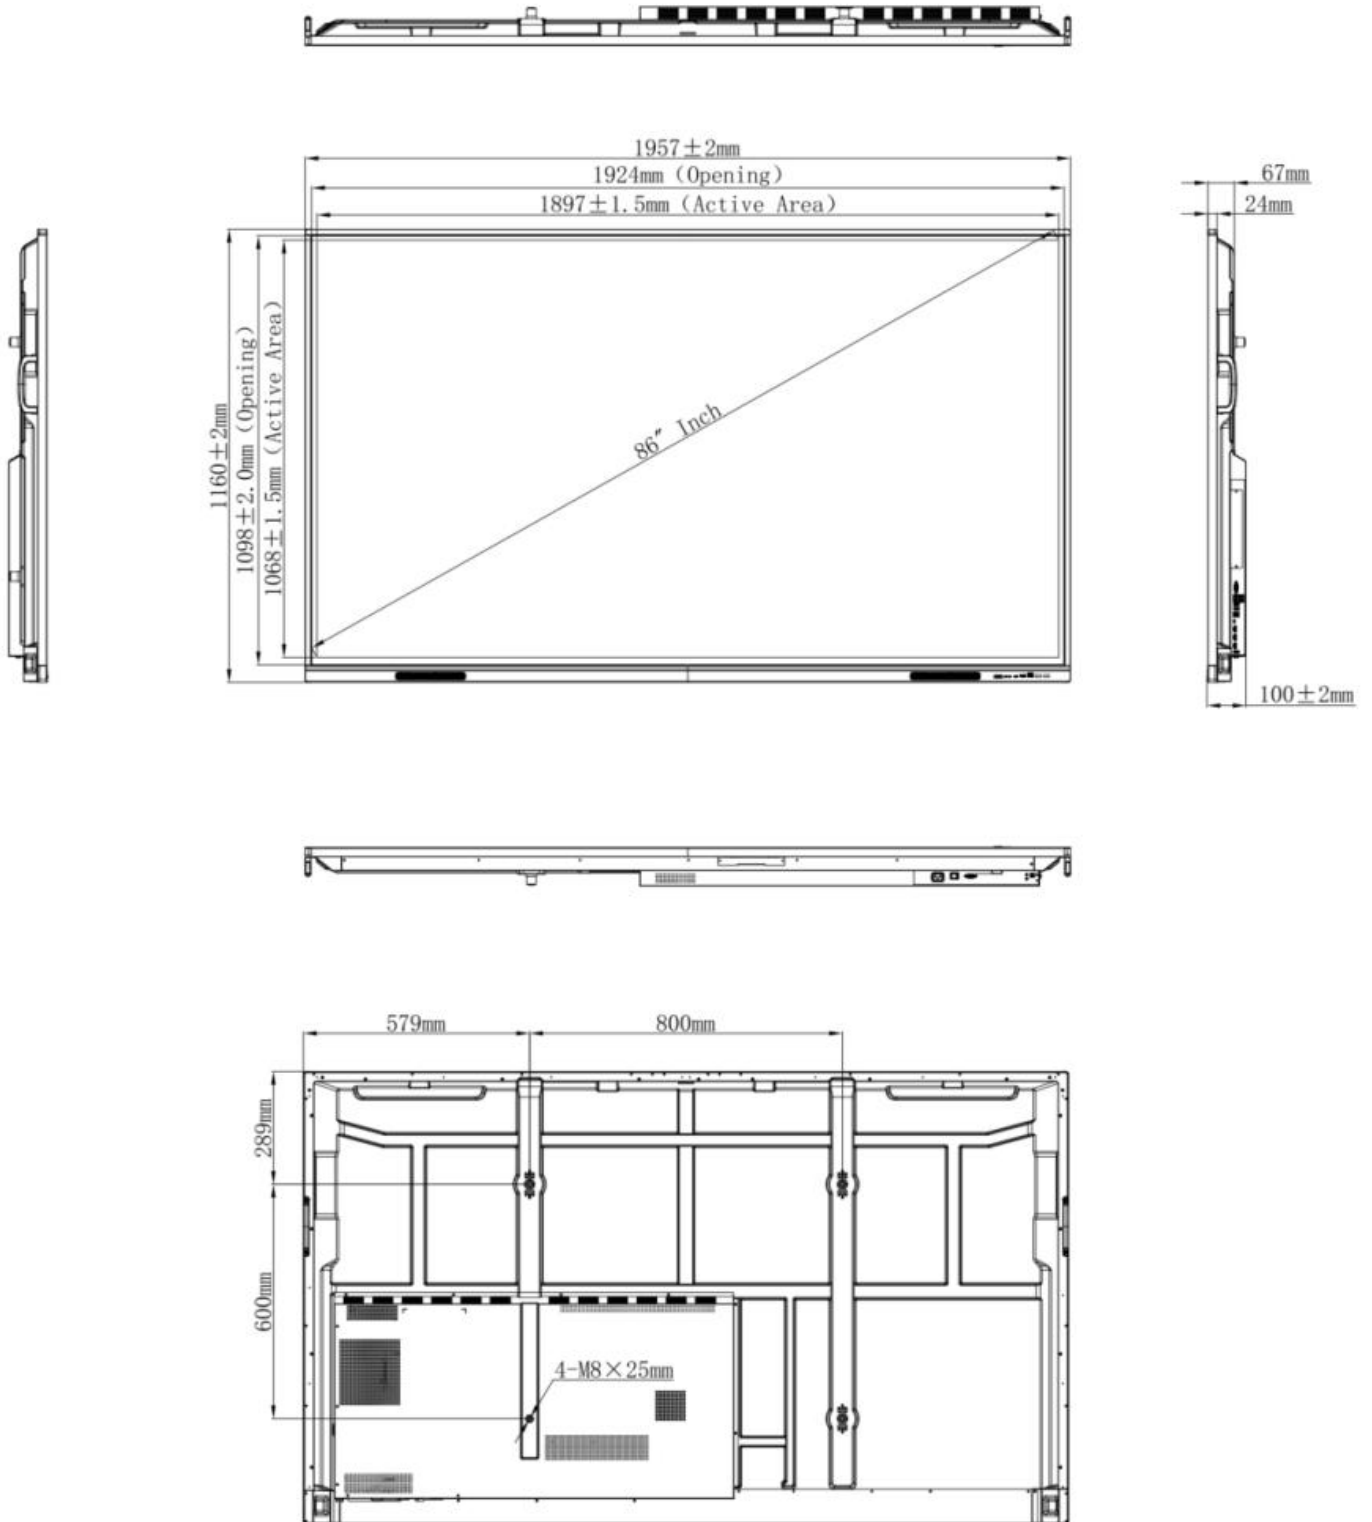 1957±2mm
1924mm (Opening)
1897±1.5mm (Active Area)
67mm
24mm
1160±2mm
1098±2.0mm (Opening)
1068±1.5mm (Active Area)
86" Inch
100±2mm
579mm
800mm
289mm
600mm
4-M8×25mm